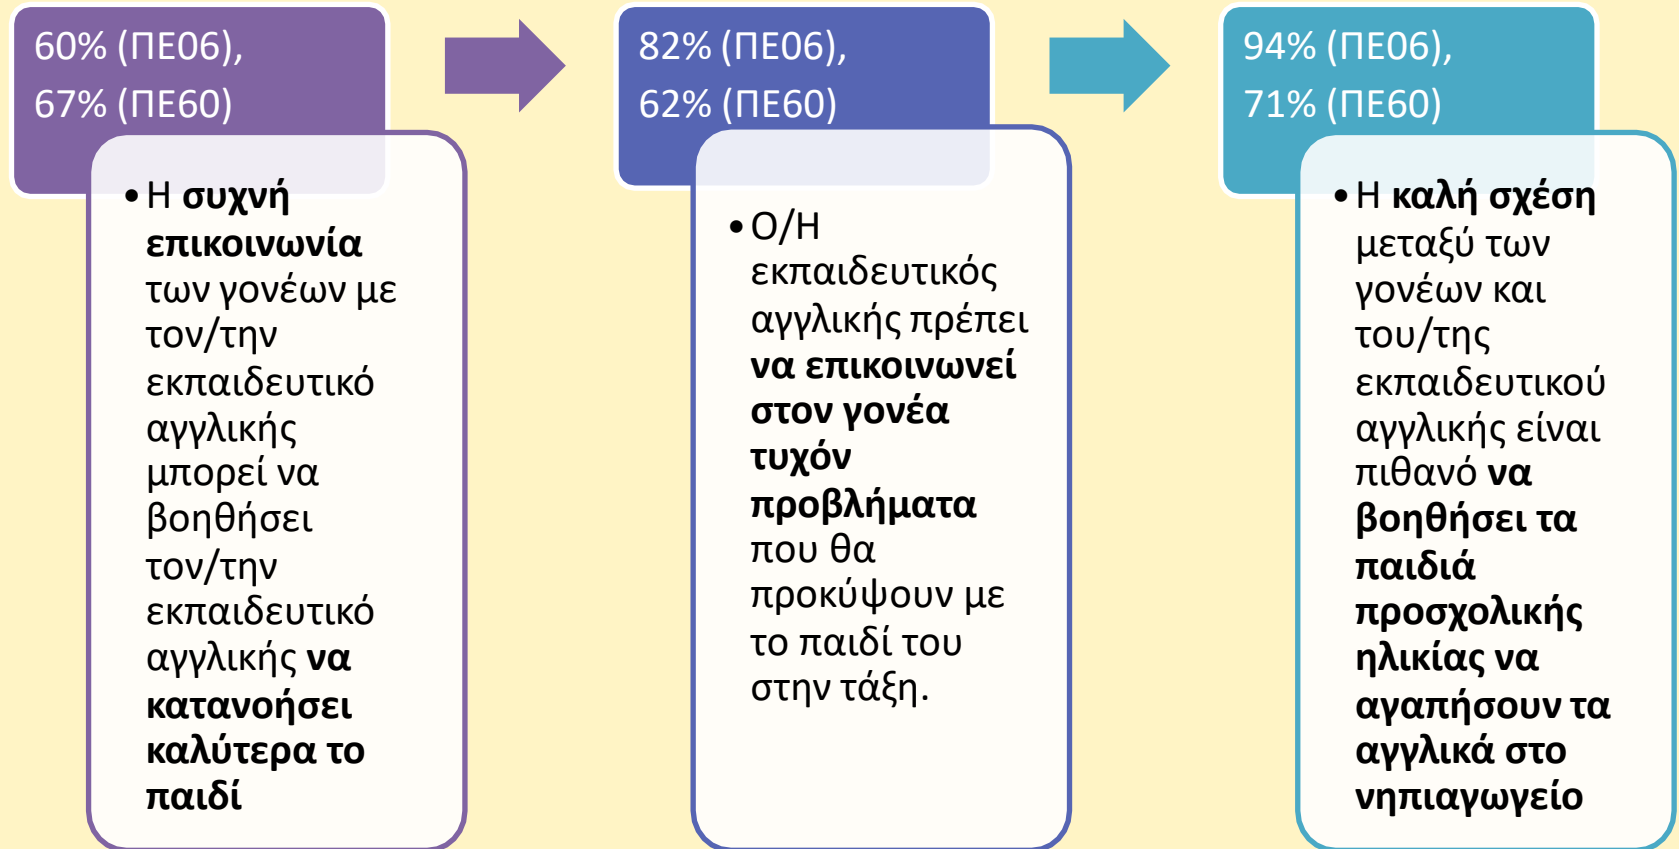 60% (ΠΕ06),
67% (ΠΕ60)
•Η συχνή
επικοινωνία
των γονέων με
τον/την
εκπαιδευτικό
αγγλικής
μπορεί να
βοηθήσει
τον/την
εκπαιδευτικό
αγγλικής να
κατανοήσει
καλύτερα το
παιδί
82% (ΠΕ06),
62% (ΠΕ60)
•Ο/Η
εκπαιδευτικός
αγγλικής πρέπει
να επικοινωνεί
στον γονέα
τυχόν
προβλήματα
που θα
προκύψουν με
το παιδί του
στην τάξη.
94% (ΠΕ06),
71% (ΠΕ60)
•Η καλή σχέση
μεταξύ των
γονέων και
του/της
εκπαιδευτικού
αγγλικής είναι
πιθανό να
βοηθήσει τα
παιδιά
προσχολικής
ηλικίας να
αγαπήσουν τα
αγγλικά στο
νηπιαγωγείο